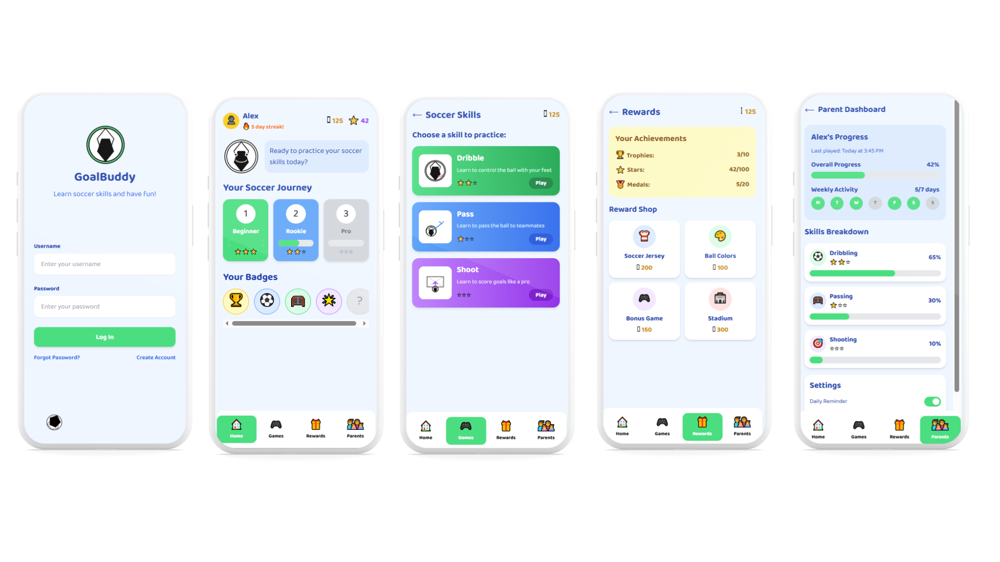 GoalBuddy
Learn soccer skills and have fun!
Username
Enter your username
Password
Enter your password
Log In
Forgot Password?
Create Account
Alex
5 day streak!
125
42
Ready to practice your soccer
skills today?
Your Soccer Journey
1
Beginner
2
Rookie
3
Pro
Your Badges
?
Home
Games
Rewards
Parents
← Soccer Skills
125
Choose a skill to practice:
Dribble
Learn to control the ball with your feet
Play
Pass
Learn to pass the ball to teammates
Play
Shoot
Learn to score goals like a pro
Play
Home
Games
Rewards
Parents
← Rewards
125
Your Achievements
Trophies:
3/10
Stars:
42/100
Medals:
5/20
Reward Shop
Soccer Jersey
200
Ball Colors
100
Bonus Game
150
Stadium
300
Home
Games
Rewards
Parents
← Parent Dashboard
Alex's Progress
Last played: Today at 3:45 PM
Overall Progress
42%
Weekly Activity
5/7 days
M
T
W
T
F
S
S
Skills Breakdown
Dribbling
65%
Passing
30%
Shooting
10%
Settings
Daily Reminder
Home
Games
Rewards
Parents